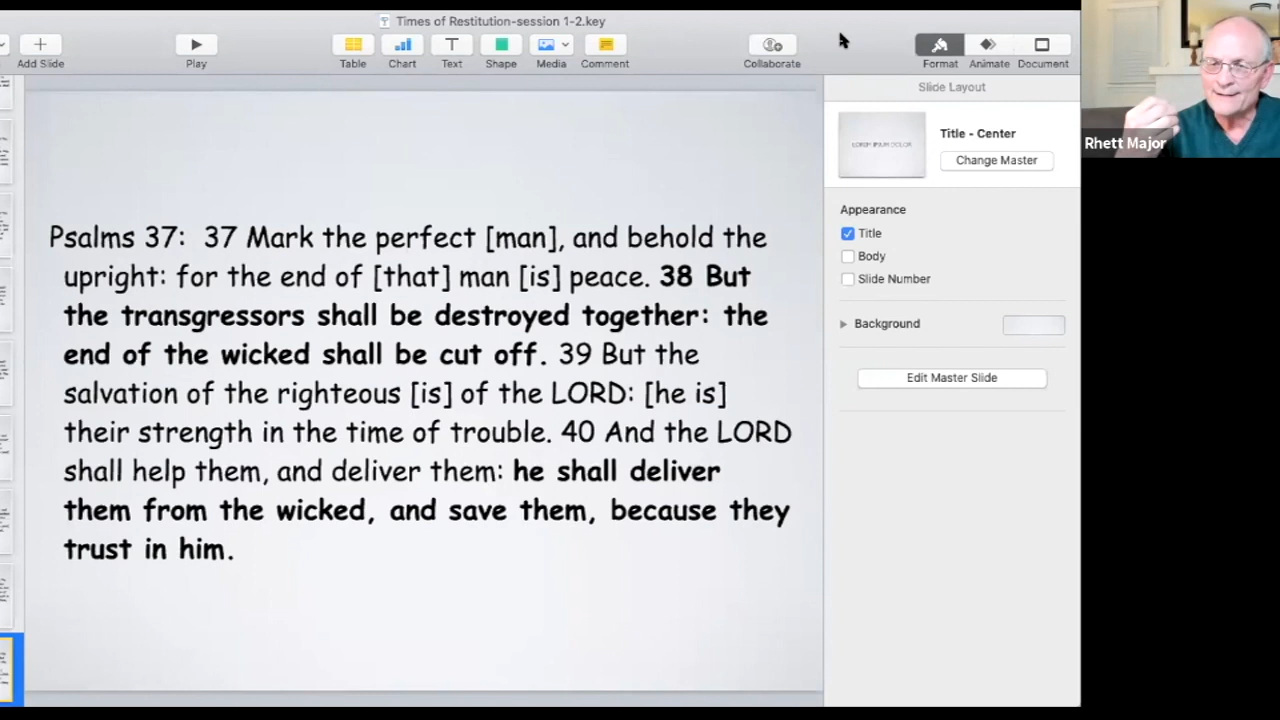 Times of Restitution-session 1-2.key
Add Slide
Play
Table
Chart
Text
Shape
Media
Comment
Collaborate
Format
Animate
Document
Slide Layout
LOREM IPSUM DOLOR
Title - Center
Change Master
Appearance
Title
Body
Slide Number
Background
Edit Master Slide
Rhett Major
Psalms 37:  37 Mark the perfect [man], and behold the
upright: for the end of [that] man [is] peace. 38 But
the transgressors shall be destroyed together: the
end of the wicked shall be cut off. 39 But the
salvation of the righteous [is] of the LORD: [he is]
their strength in the time of trouble. 40 And the LORD
shall help them, and deliver them: he shall deliver
them from the wicked, and save them, because they
trust in him.